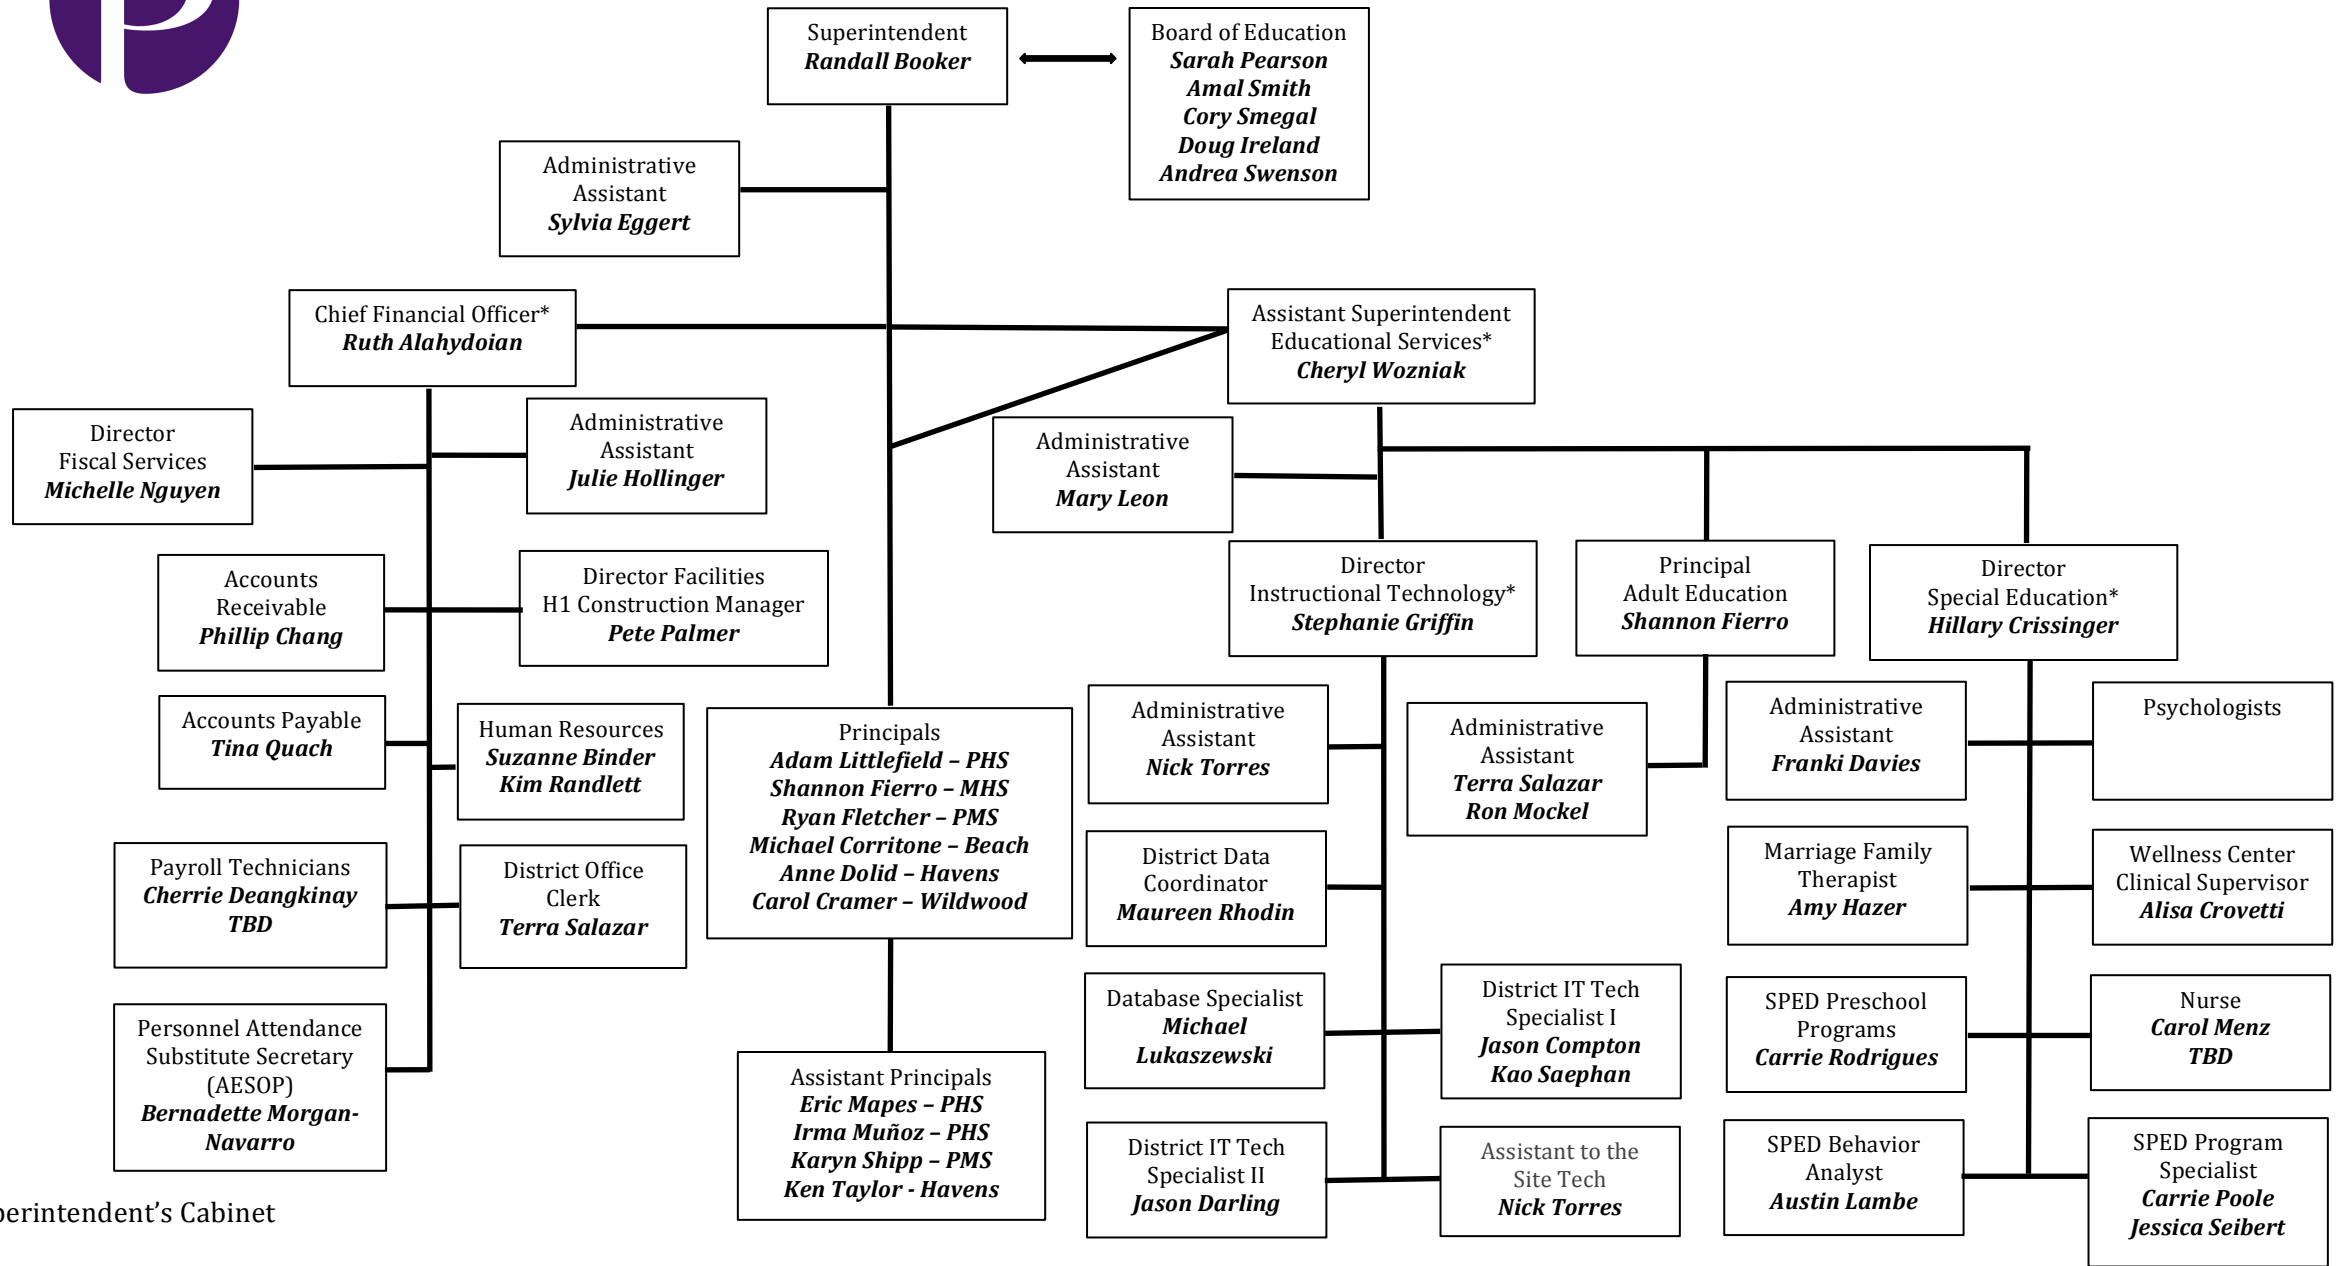 Superintendent
Randall Booker
Board of Education
Sarah Pearson
Amal Smith
Cory Smegal
Doug Ireland
Andrea Swenson
Administrative
Assistant
Sylvia Eggert
Chief Financial Officer*
Ruth Alahydoian
Assistant Superintendent
Educational Services*
Cheryl Wozniak
Director
Fiscal Services
Michelle Nguyen
Administrative
Assistant
Julie Hollinger
Administrative
Assistant
Mary Leon
Accounts
Receivable
Phillip Chang
Director Facilities
H1 Construction Manager
Pete Palmer
Director
Instructional Technology*
Stephanie Griffin
Principal
Adult Education
Shannon Fierro
Director
Special Education*
Hillary Crissinger
Accounts Payable
Tina Quach
Human Resources
Suzanne Binder
Kim Randlett
Principals
Adam Littlefield – PHS
Shannon Fierro – MHS
Ryan Fletcher – PMS
Michael Corritone – Beach
Anne Dolid – Havens
Carol Cramer – Wildwood
Administrative
Assistant
Nick Torres
Administrative
Assistant
Terra Salazar
Ron Mockel
Administrative
Assistant
Franki Davies
Psychologists
Payroll Technicians
Cherrie Deangkinay
TBD
District Office
Clerk
Terra Salazar
District Data
Coordinator
Maureen Rhodin
Marriage Family
Therapist
Amy Hazer
Wellness Center
Clinical Supervisor
Alisa Crovetti
Database Specialist
Michael
Lukaszewski
District IT Tech
Specialist I
Jason Compton
Kao Saephan
SPED Preschool
Programs
Carrie Rodrigues
Nurse
Carol Menz
TBD
Personnel Attendance
Substitute Secretary
(AESOP)
Bernadette Morgan-
Navarro
Assistant Principals
Eric Mapes – PHS
Irma Muñoz – PHS
Karyn Shipp – PMS
Ken Taylor - Havens
District IT Tech
Specialist II
Jason Darling
Assistant to the
Site Tech
Nick Torres
SPED Behavior
Analyst
Austin Lambe
SPED Program
Specialist
Carrie Poole
Jessica Seibert
perintendent's Cabinet